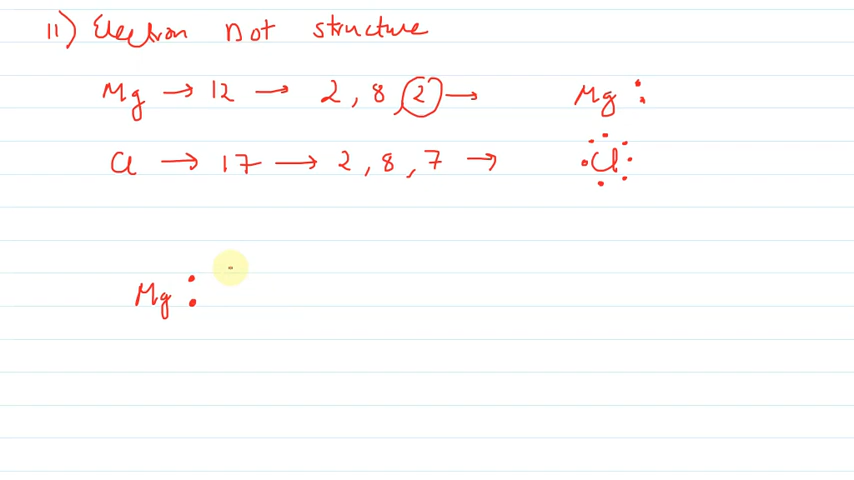 11) Electron Dot structure
Mg → 12 → 2, 8, 2 → Mg :
Cl → 17 → 2, 8, 7 → Cl
Mg :